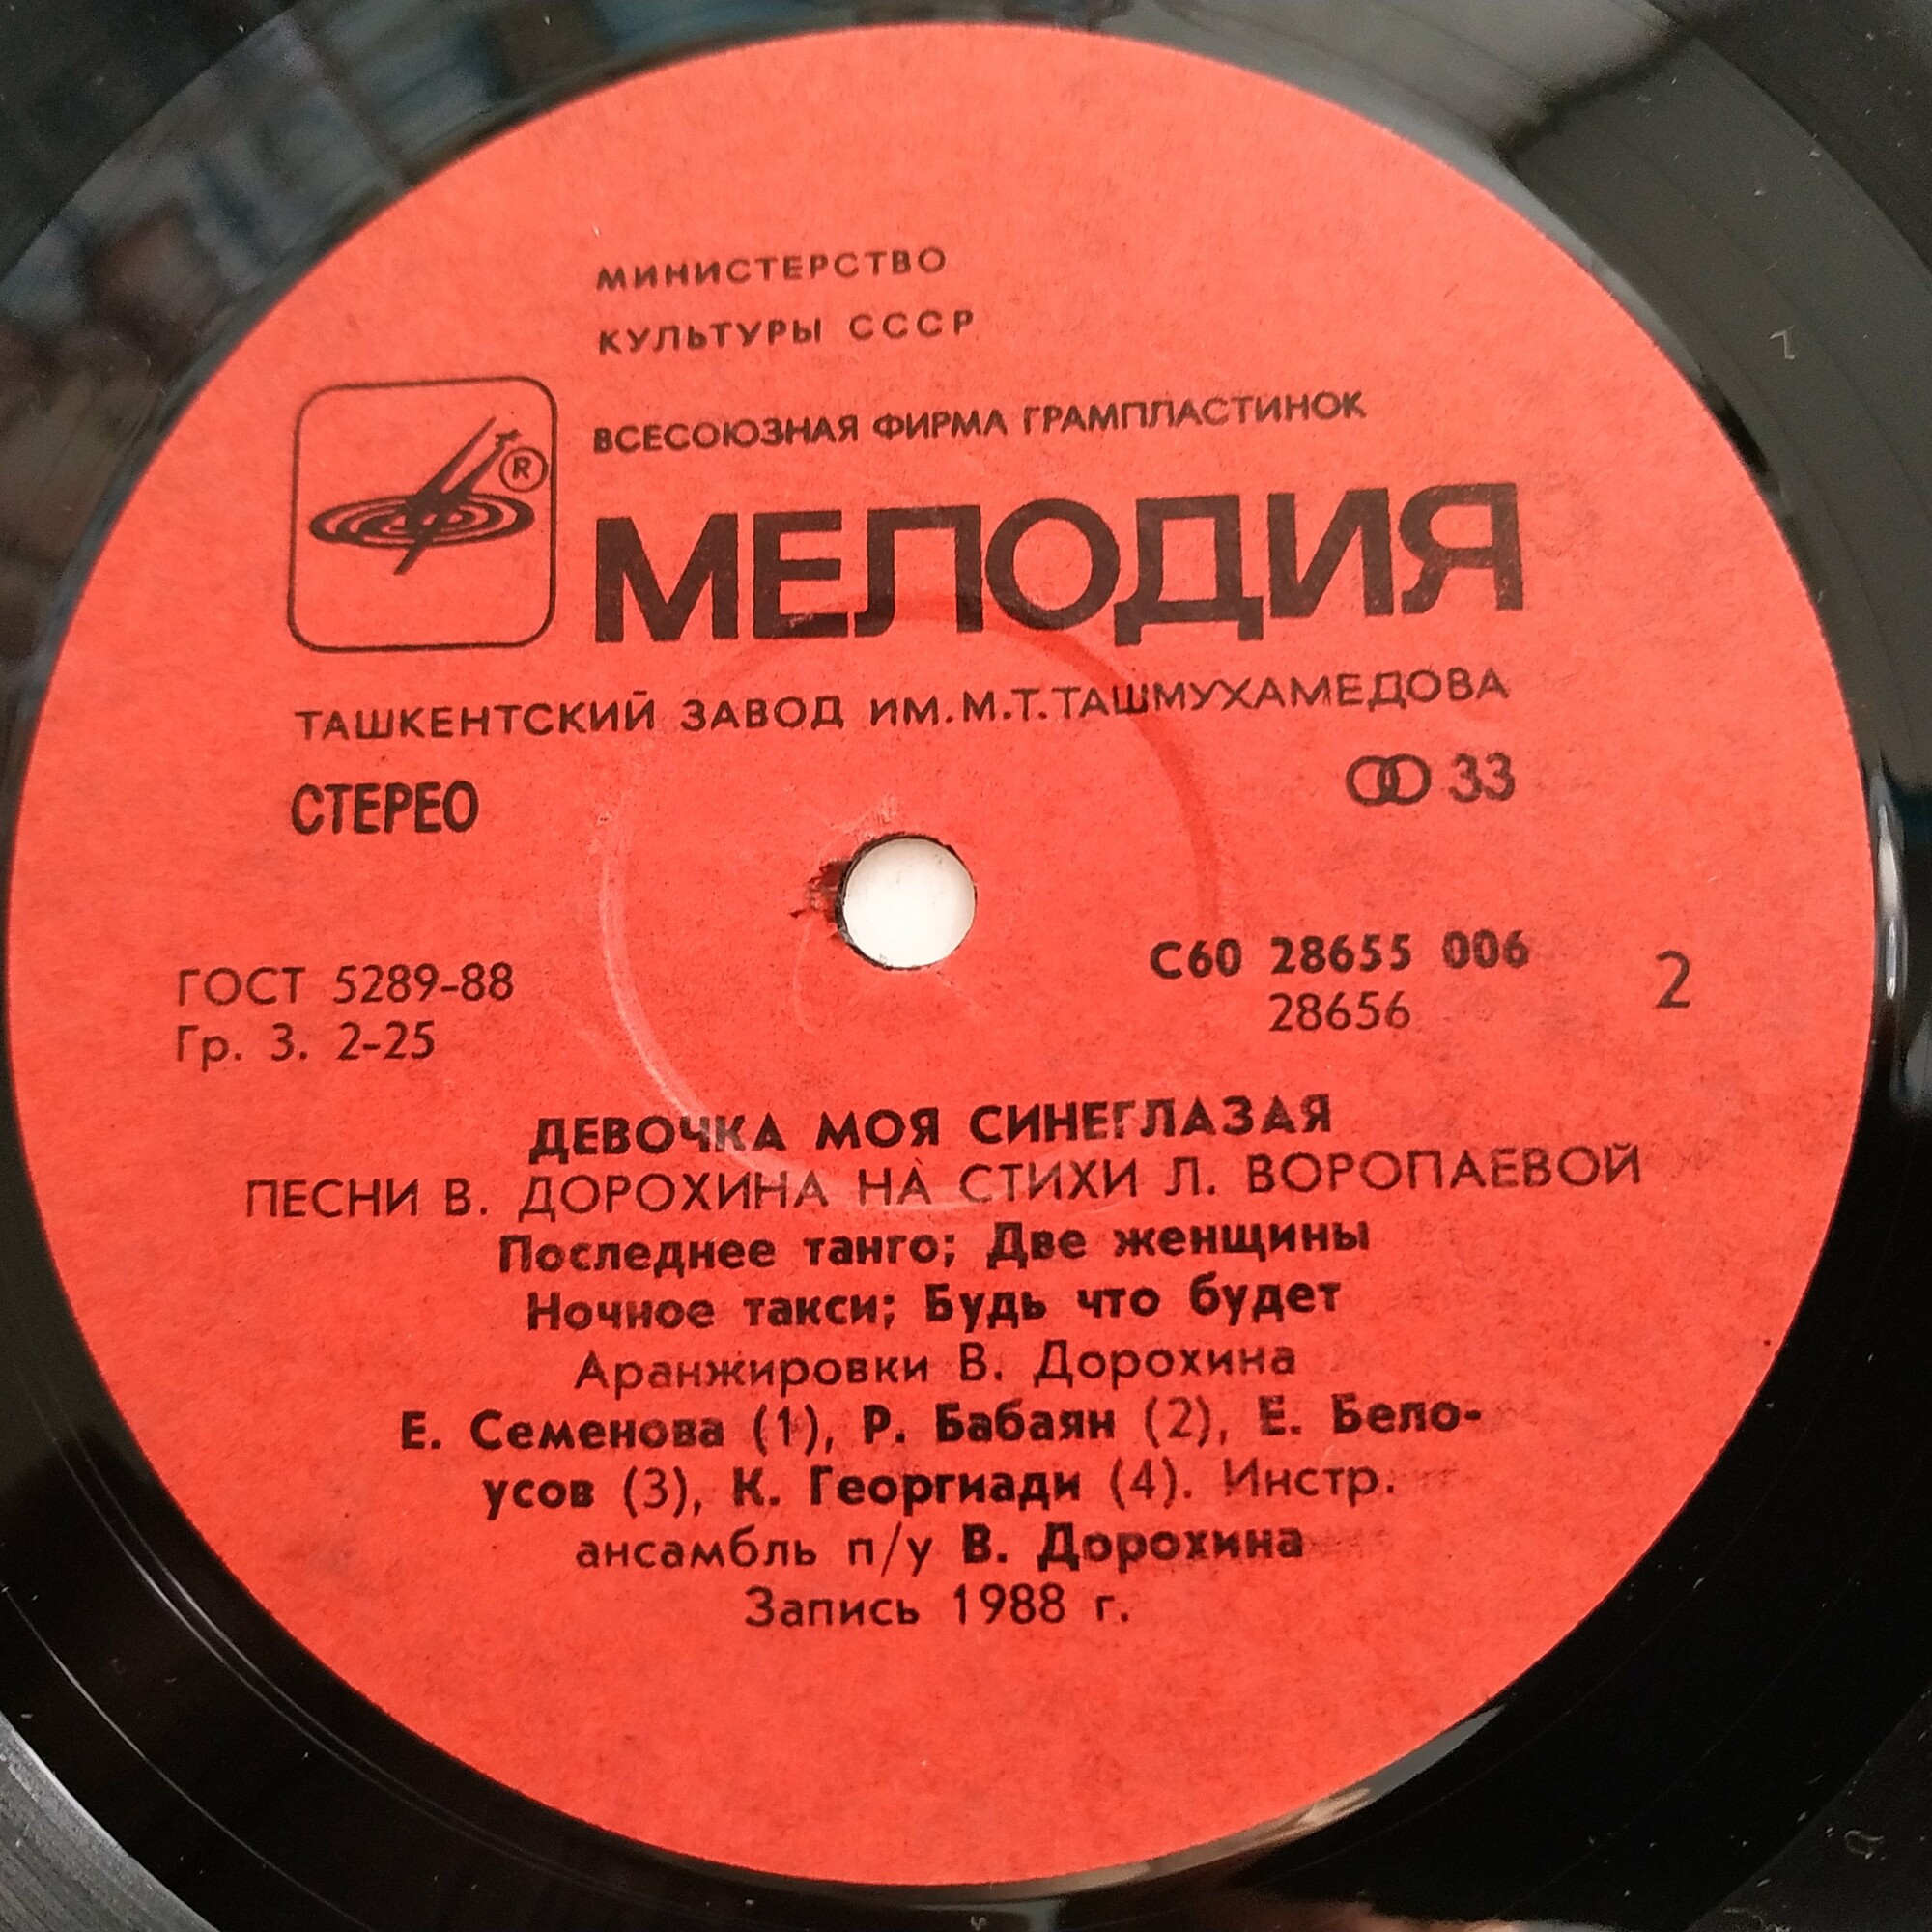 МИНИСТЕРСТВО
КУЛЬТУРЫ СССР
ВСЕСОЮЗНАЯ ФИРМА ГРАМПЛАСТИНОК
®
МЕЛОДИЯ
ТАШКЕНТСКИЙ ЗАВОД ИМ.М.Т.ТАШМУХАМЕДОВА
СТЕРЕО 33
ГОСТ 5289-88
Гр. 3. 2-25
С60 28655 006
28656
2
ДЕВОЧКА МОЯ СИНЕГЛАЗАЯ
ПЕСНИ В. ДОРОХИНА НА СТИХИ Л. ВОРОПАЕВОЙ
Последнее танго; Две женщины
Ночное такси; Будь что будет
Аранжировки В. Дорохина
Е. Семенова (1), Р. Бабаян (2), Е. Бело-
усов (3), К. Георгиади (4). Инстр.
ансамбль п/у В. Дорохина
Запись 1988 г.